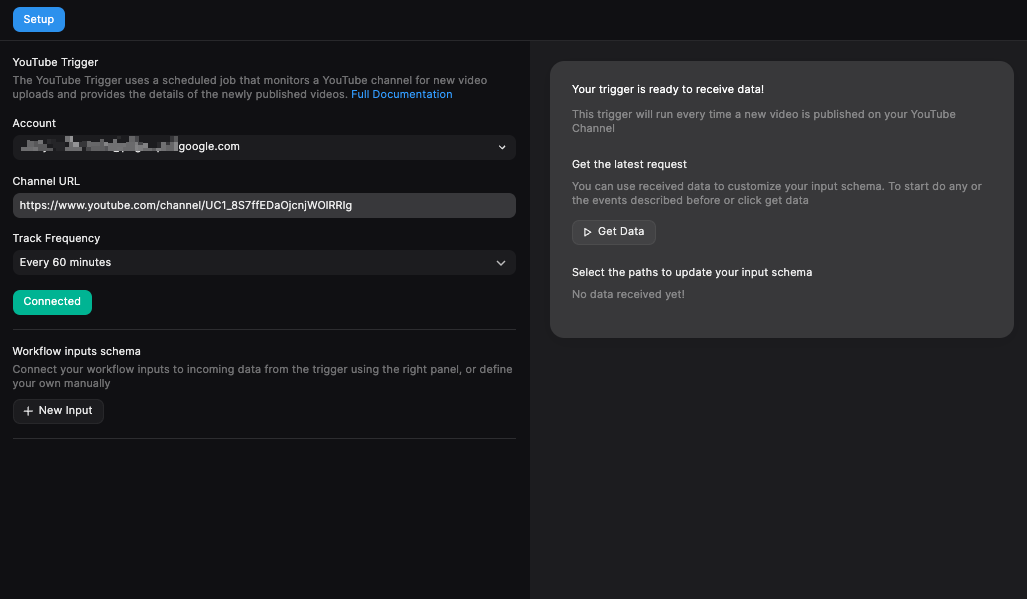 Setup
YouTube Trigger
The YouTube Trigger uses a scheduled job that monitors a YouTube channel for new video
uploads and provides the details of the newly published videos. Full Documentation
Account
google.com
Channel URL
https://www.youtube.com/channel/UC1_8S7ffEDaOjcnjWOIRRIg
Track Frequency
Every 60 minutes
Connected
Workflow inputs schema
Connect your workflow inputs to incoming data from the trigger using the right panel, or define
your own manually
New Input
Your trigger is ready to receive data!
This trigger will run every time a new video is published on your YouTube
Channel
Get the latest request
You can use received data to customize your input schema. To start do any or
the events described before or click get data
Get Data
Select the paths to update your input schema
No data received yet!